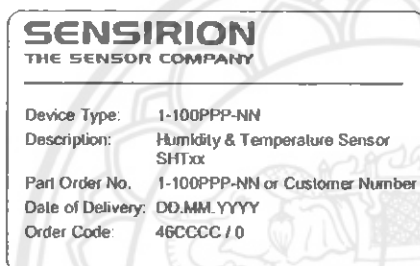 SENSIRION
THE SENSOR COMPANY
Device Type: 1-100PPP-NN
Description: Humidity & Temperature Sensor
SHTxx
Part Order No. 1-100PPP-NN or Customer Number
Date of Delivery: DD.MM.YYYY
Order Code: 46CCCC / 0